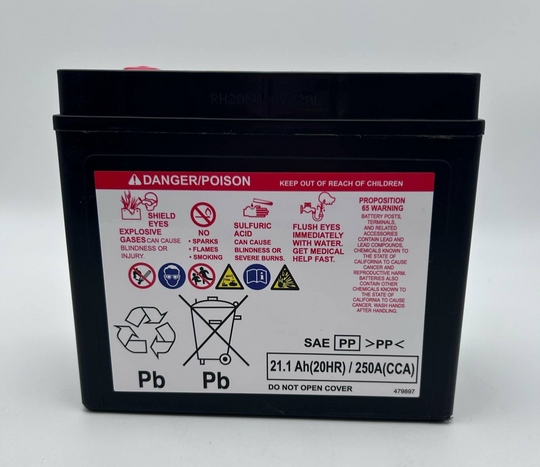 DANGER/POISON KEEP OUT OF REACH OF CHILDREN
SHIELD
EYES
EXPLOSIVE
GASES CAN CAUSE
BLINDNESS OR
INJURY.
NO
• SPARKS
• FLAMES
• SMOKING
SULFURIC
ACID
CAN CAUSE
BLINDNESS OR
SEVERE BURNS.
FLUSH EYES
IMMEDIATELY
WITH WATER.
GET MEDICAL
HELP FAST.
PROPOSITION
65 WARNING
BATTERY POSTS,
TERMINALS,
AND RELATED
ACCESSORIES
CONTAIN LEAD AND
LEAD COMPOUNDS,
CHEMICALS KNOWN TO
THE STATE OF
CALIFORNIA TO CAUSE
CANCER AND
REPRODUCTIVE HARM.
BATTERIES ALSO
CONTAIN OTHER
CHEMICALS KNOWN TO
THE STATE OF
CALIFORNIA TO CAUSE
CANCER. WASH HANDS
AFTER HANDLING.
Pb
Pb
SAE PP >PP<
21.1 Ah(20HR) / 250A(CCA)
DO NOT OPEN COVER
479897